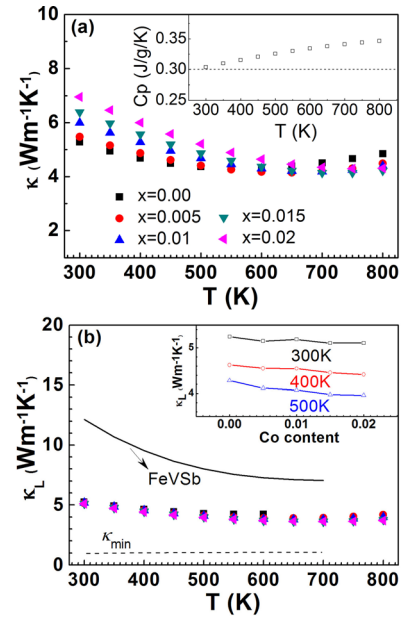 (a)
Cp (J/g/K)
0.35
0.30
0.25
300 400 500 600 700 800
T (K)
κ (Wm-1K-1)
10
8
6
4
2
x=0.00
x=0.005
x=0.01
x=0.015
x=0.02
300 400 500 600 700 800
T (K)
(b)
κL (Wm-1K-1)
20
15
10
5
0
κL (Wm-1K-1)
5
4
300K
400K
500K
0.00 0.01 0.02
Co content
FeVSb
κmin
300 400 500 600 700 800
T (K)